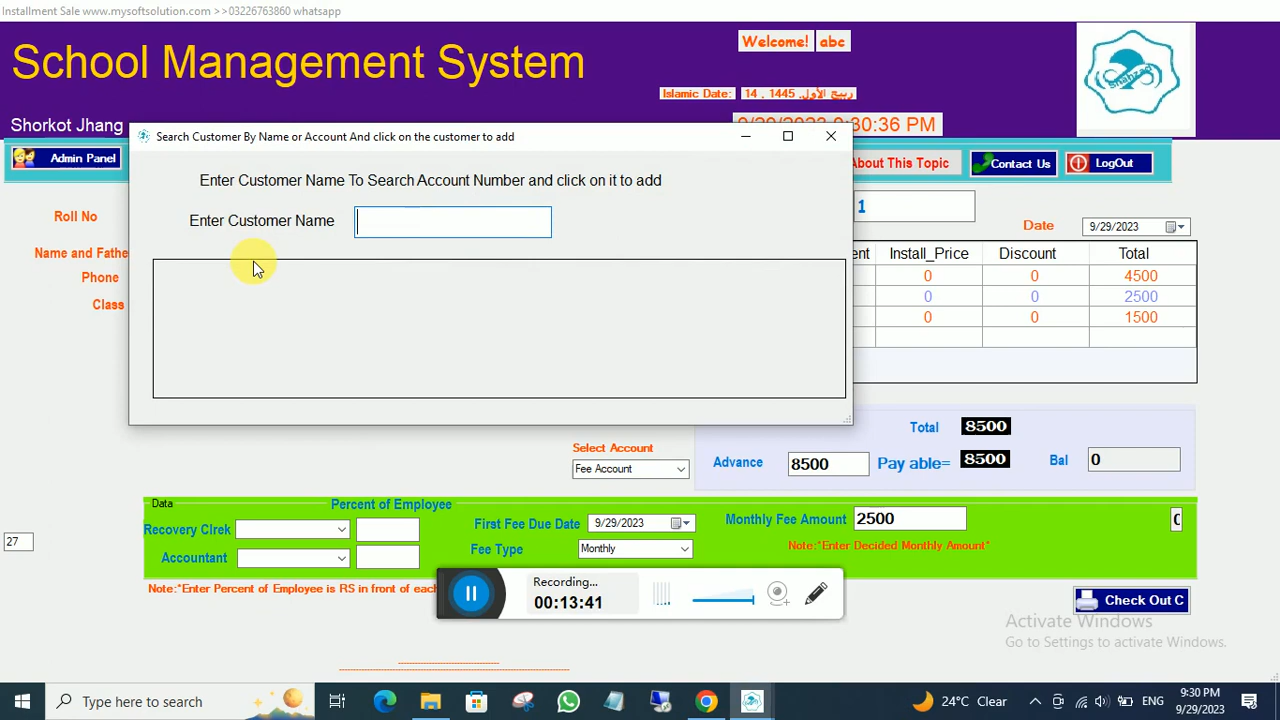 Installment Sale www.mysoftsolution.com >>03226763860 whatsapp
School Management System
Welcome! abc
Islamic Date: 14 . 1445 .ربيع الأول
Shorkot Jhang
Admin Panel
About This Topic
Contact Us
LogOut
Search Customer By Name or Account And click on the customer to add
Enter Customer Name To Search Account Number and click on it to add
Enter Customer Name
Roll No
1
Date 9/29/2023
Name and Fathe
Phone
Class
Install_Price Discount Total
0 0 4500
0 0 2500
0 0 1500
Select Account
Fee Account
Total 8500
Advance 8500 Pay able= 8500 Bal 0
Data
Percent of Employee
Recovery Clrek
First Fee Due Date 9/29/2023
Monthly Fee Amount 2500
27
Accountant
Fee Type Monthly
Note:*Enter Decided Monthly Amount*
Note:*Enter Percent of Employee is RS in front of each
Recording...
00:13:41
Check Out C
Activate Windows
Go to Settings to activate Windows.
Type here to search
24°C Clear
ENG
9:30 PM
9/29/2023